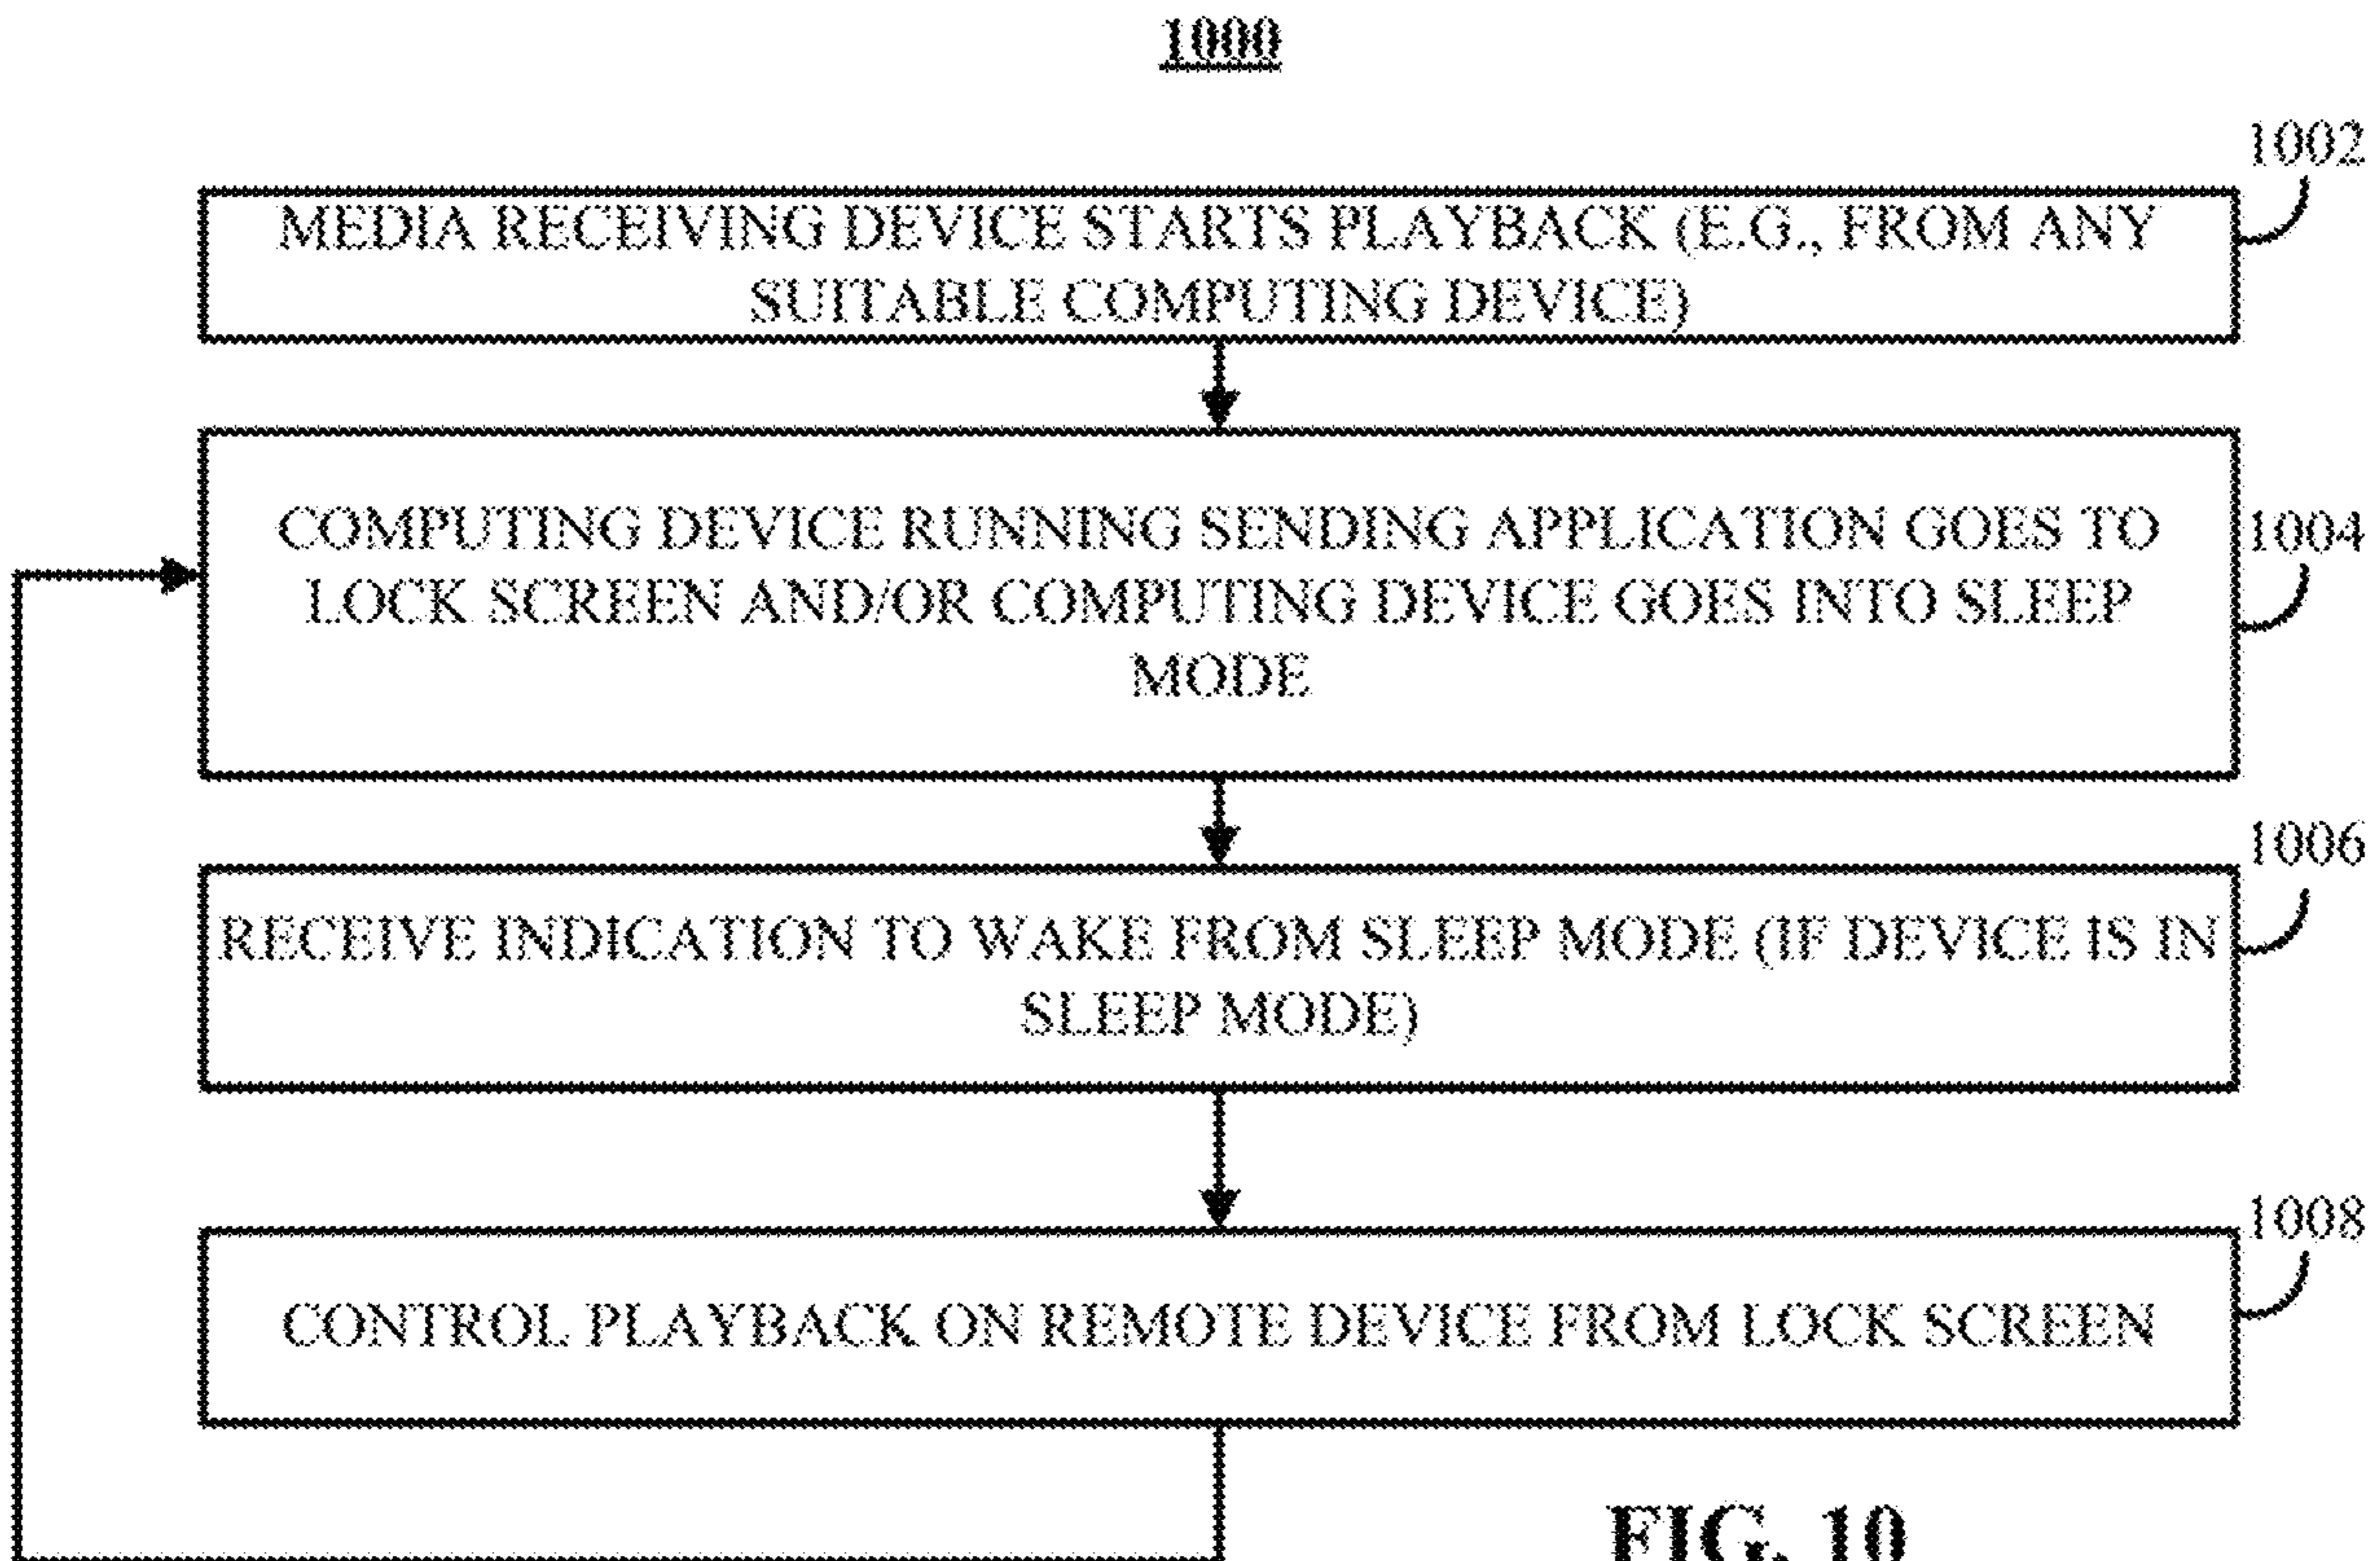 1000
1002
MEDIA RECEIVING DEVICE STARTS PLAYBACK (E.G., FROM ANY
SUITABLE COMPUTING DEVICE)
1004
COMPUTING DEVICE RUNNING SENDING APPLICATION GOES TO
LOCK SCREEN AND/OR COMPUTING DEVICE GOES INTO SLEEP
MODE
1006
RECEIVE INDICATION TO WAKE FROM SLEEP MODE (IF DEVICE IS IN
SLEEP MODE)
1008
CONTROL PLAYBACK ON REMOTE DEVICE FROM LOCK SCREEN
FIG. 10